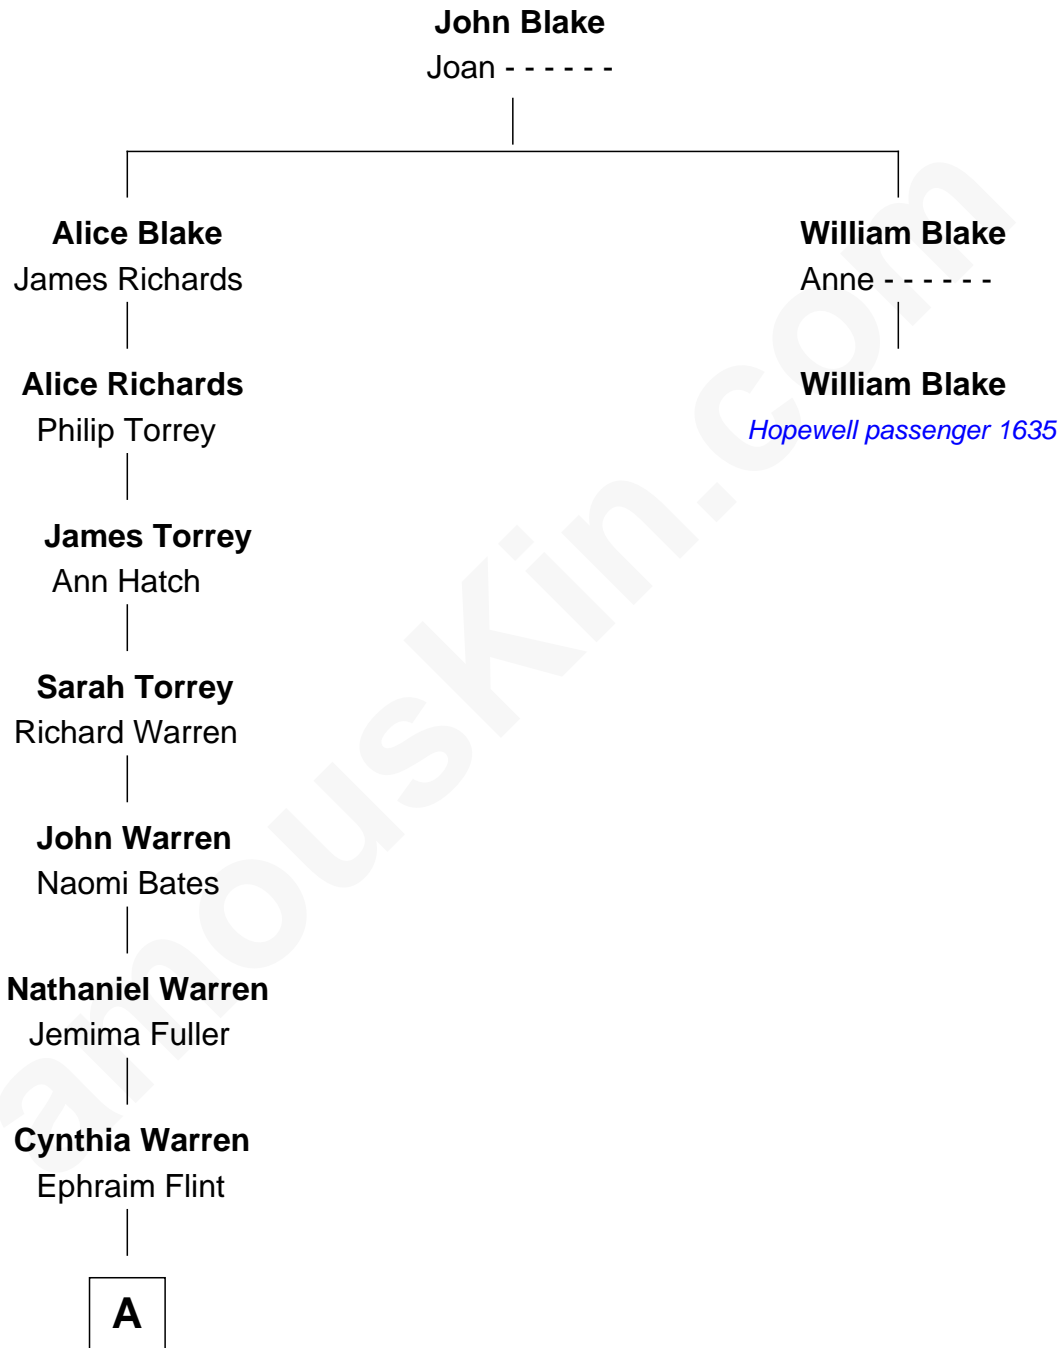 John Blake
Joan - - - - - -
Alice Blake
James Richards
William Blake
Anne - - - - - -
Alice Richards
Philip Torrey
William Blake
Hopewell passenger 1635
James Torrey
Ann Hatch
Sarah Torrey
Richard Warren
John Warren
Naomi Bates
Nathaniel Warren
Jemima Fuller
Cynthia Warren
Ephraim Flint
A
amouskin.com